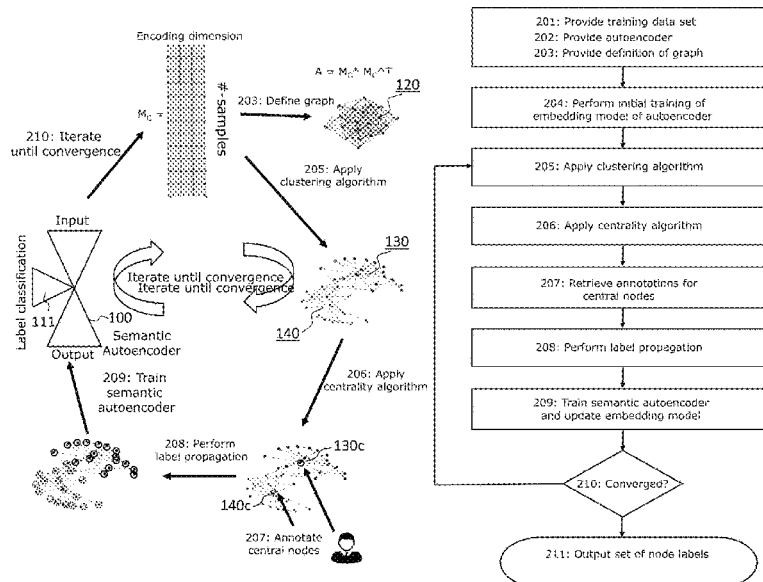 Encoding dimension
M_C =
#-samples
A = M_C * M_C^T
203: Define graph
120
210: Iterate
until convergence
205: Apply
clustering algorithm
Input
Label classification
111
100
Output
Semantic
Autoencoder
Iterate until convergence
Iterate until convergence
130
140
209: Train
semantic
autoencoder
206: Apply
centrality algorithm
208: Perform
label propagation
130c
140c
207: Annotate
central nodes
201: Provide training data set
202: Provide autoencoder
203: Provide definition of graph
204: Perform initial training of
embedding model of autoencoder
205: Apply clustering algorithm
206: Apply centrality algorithm
207: Retrieve annotations for
central nodes
208: Perform label propagation
209: Train semantic autoencoder
and update embedding model
210: Converged?
211: Output set of node labels